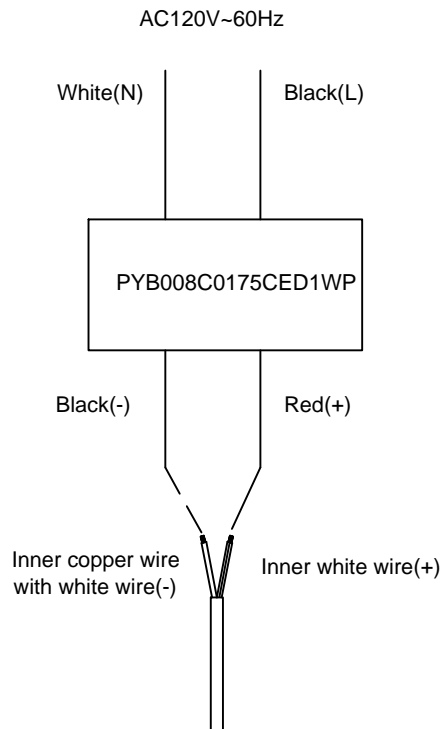 AC120V~60Hz
White(N)
Black(L)
PYB008C0175CED1WP
Black(-)
Red(+)
Inner copper wire
with white wire(-)
Inner white wire(+)